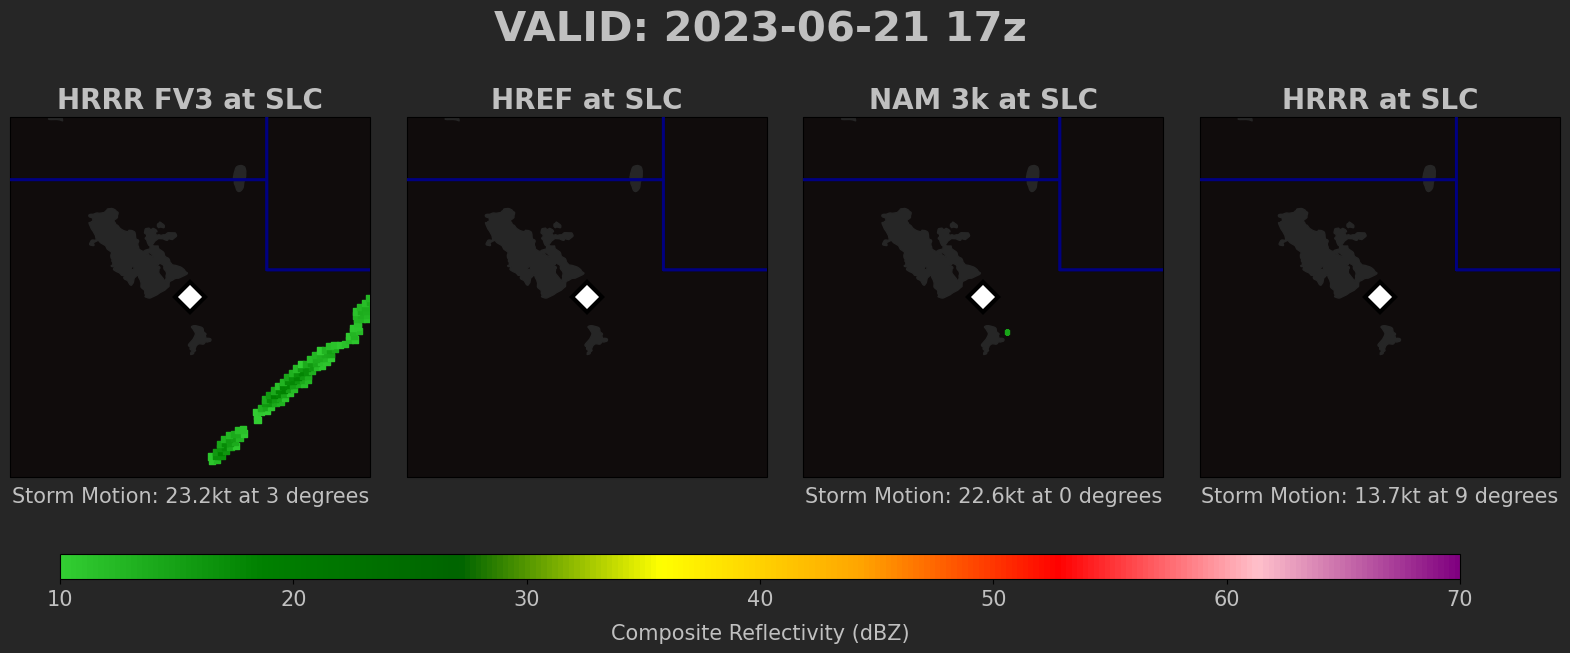 VALID: 2023-06-21 17z
HRRR FV3 at SLC
HREF at SLC
NAM 3k at SLC
HRRR at SLC
Storm Motion: 23.2kt at 3 degrees
Storm Motion: 22.6kt at 0 degrees
Storm Motion: 13.7kt at 9 degrees
10 20 30 40 50 60 70
Composite Reflectivity (dBZ)